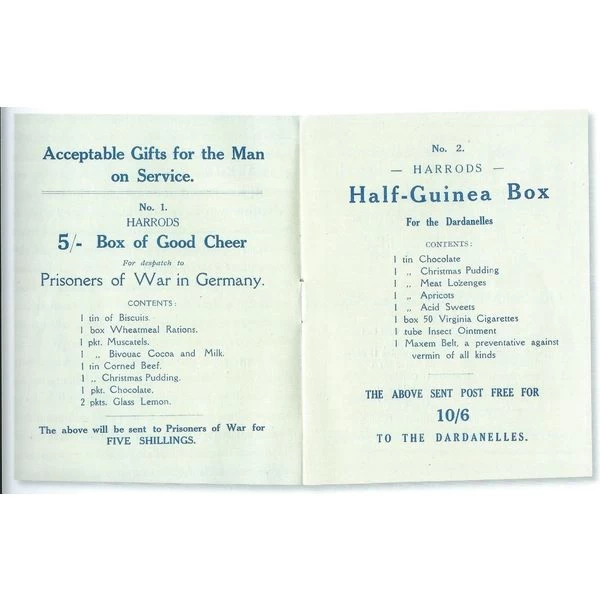 Acceptable Gifts for the Man
on Service.
No. 1.
HARRODS
5/- Box of Good Cheer
For despatch to
Prisoners of War in Germany.
CONTENTS:
1 tin of Biscuits.
1 box Wheatmeal Rations.
1 pkt. Muscatels.
1 „ Bivouac Cocoa and Milk.
1 tin Corned Beef.
1 „ Christmas Pudding.
1 pkt. Chocolate.
2 pkts. Glass Lemon.
The above will be sent to Prisoners of War for
FIVE SHILLINGS.
No. 2.
— HARRODS —
Half-Guinea Box
For the Dardanelles
CONTENTS:
1 tin Chocolate
1 „ Christmas Pudding
1 „ Meat Lozenges
1 „ Apricots
1 „ Acid Sweets
1 box 50 Virginia Cigarettes
1 tube Insect Ointment
1 Maxem Belt, a preventative against
vermin of all kinds
THE ABOVE SENT POST FREE FOR
10/6
TO THE DARDANELLES.